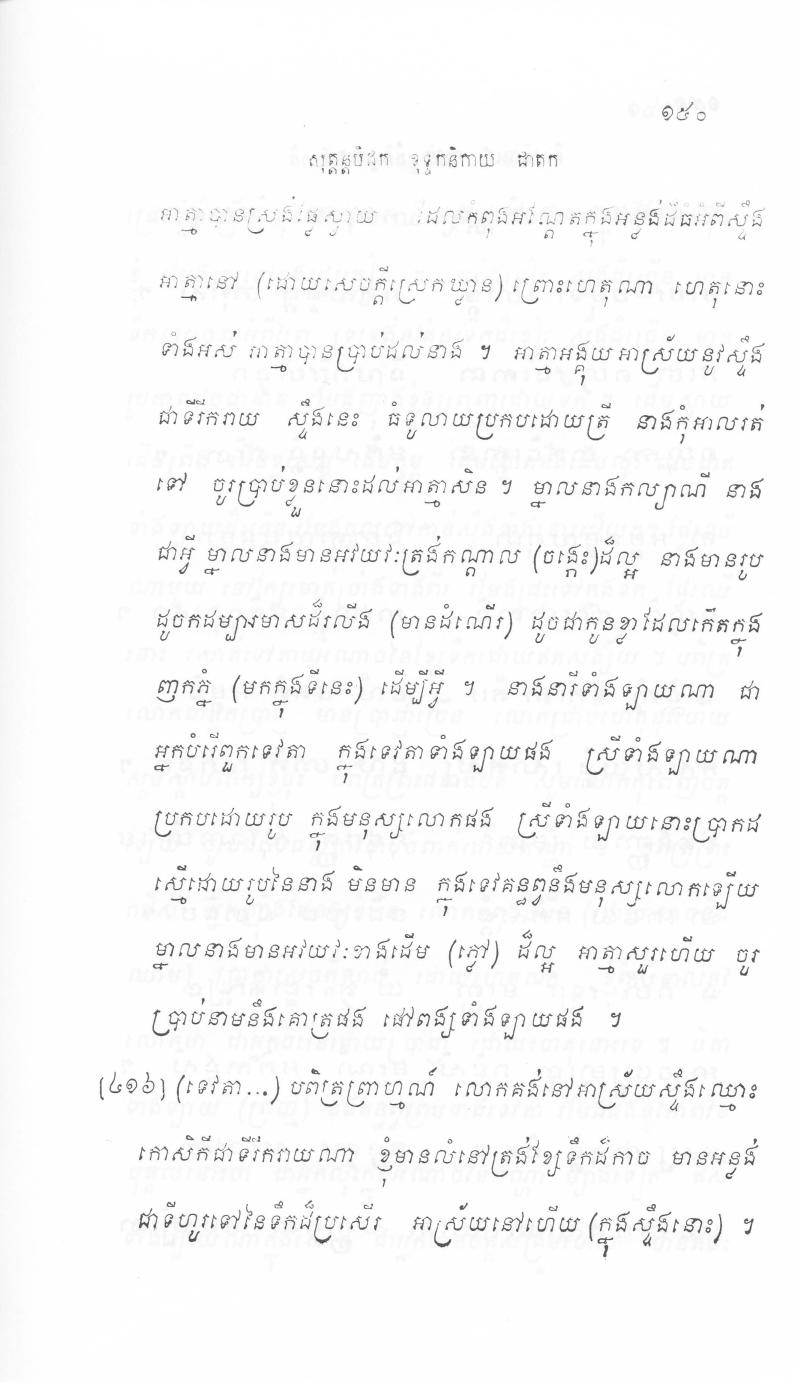 ១៥០
សុត្តន្តបិដក ខុទ្ទកនិកាយ ជាតក
អាត្មាបានស្រង់ផ្លែស្វាយ ដែលកំពុងអណ្តែតក្នុងអន្លង់ដ៏ធំអំពីស្ទឹង
អាត្មានៅ (ដោយសេចក្តីស្រេកឃ្លាន) ព្រោះហេតុណា ហេតុនោះ
ទាំងអស់ អាត្មាបានប្រាប់ដល់នាង ។ អាត្មាអង្គុយអាស្រ័យនូវស្ទឹង
ជាទីរីករាយ ស្ទឹងនេះ ធំទូលាយប្រកបដោយត្រី នាងកុំអាលរត់
ទៅ ចូរប្រាប់ខ្លួននោះដល់អាត្មាសិន ។ ម្នាលនាងកល្យាណី នាង
ជាអ្វី ម្នាលនាងមានអវយវៈត្រង់កណ្តាល (ចង្កេះ) ដ៏ល្អ នាងមានរូប
ដូចកដម្បងមាសដ៏រលីង (មានដំណើរ) ដូចជាកូនខ្លាដែលកើតក្នុង
ញកភ្នំ (មកក្នុងទីនេះ) ដើម្បីអ្វី ។ នាងនារីទាំងឡាយណា ជា
អ្នកបំរើពួកទេវតា ក្នុងទេវតាទាំងឡាយផង ស្រីទាំងឡាយណា
ប្រកបដោយរូប ក្នុងមនុស្សលោកផង ស្រីទាំងឡាយនោះប្រាកដ
ស្មើដោយរូបនៃនាង មិនមាន ក្នុងទេវគន្ធព្វនឹងមនុស្សលោកឡើយ
ម្នាលនាងមានអវយវៈខាងដើម (ភ្លៅ) ដ៏ល្អ អាត្មាសួរហើយ ចូរ
ប្រាប់នាមនឹងគោត្រផង ផៅពង្សទាំងឡាយផង ។
[៤១៦] (ទេវតា...) បពិត្រព្រាហ្មណ៍ លោកគង់នៅអាស្រ័យស្ទឹងឈ្មោះ
កោសិកីជាទីរីករាយណា ខ្ញុំមានលំនៅត្រង់ខ្សែទឹកដ៏កាច មានអន្លង់
ជាទីហូរទៅនៃទឹកដ៏ប្រសើរ អាស្រ័យនៅហើយ (ក្នុងស្ទឹងនោះ) ។